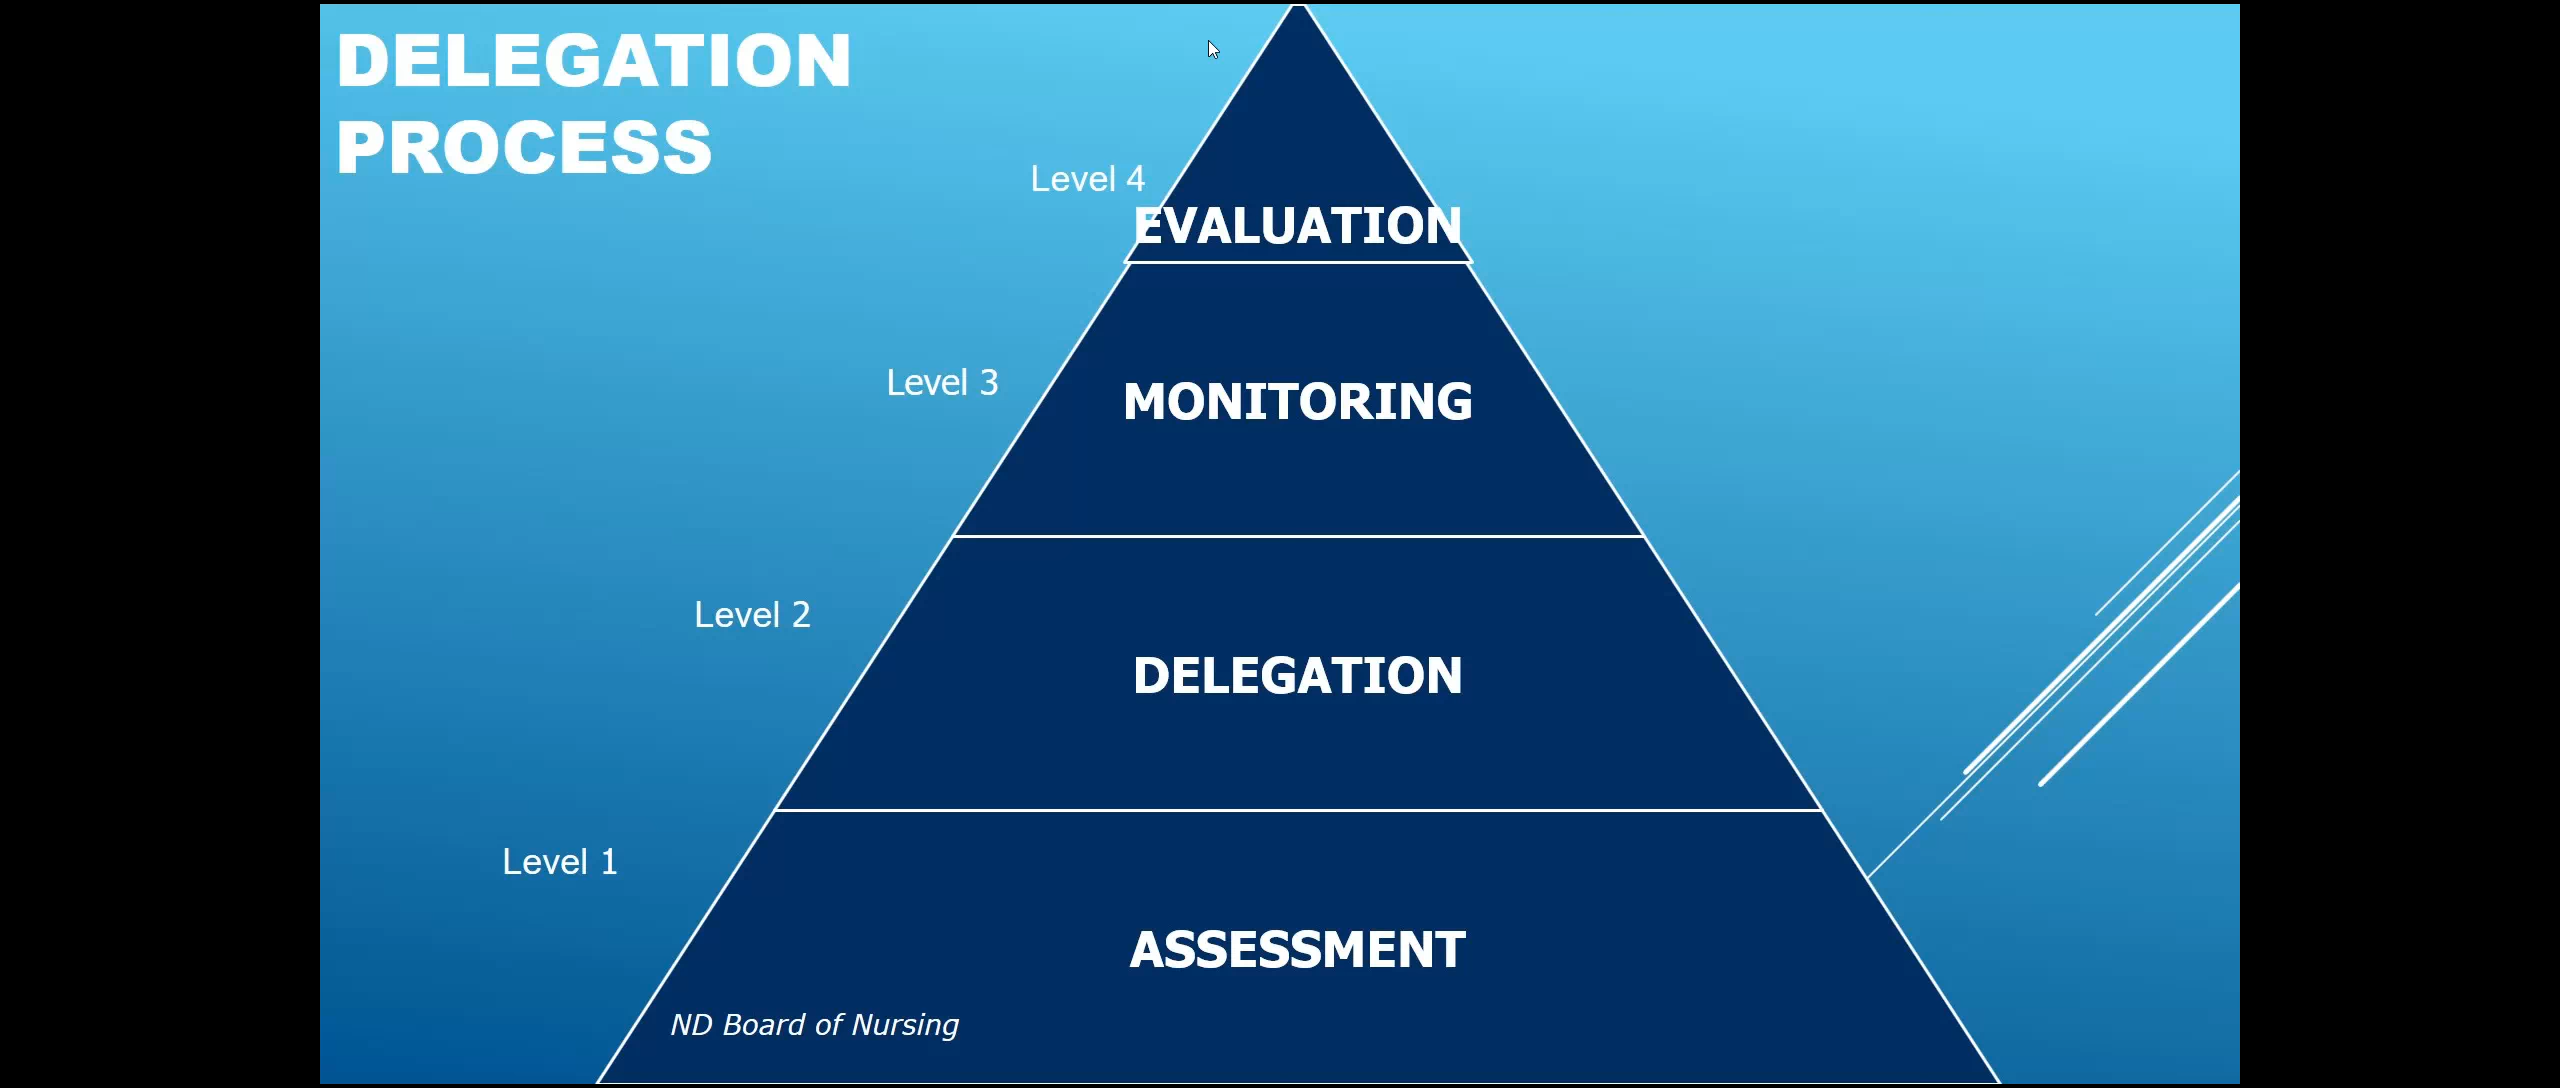 DELEGATION
PROCESS
Level 4
EVALUATION
Level 3
MONITORING
Level 2
DELEGATION
Level 1
ASSESSMENT
ND Board of Nursing